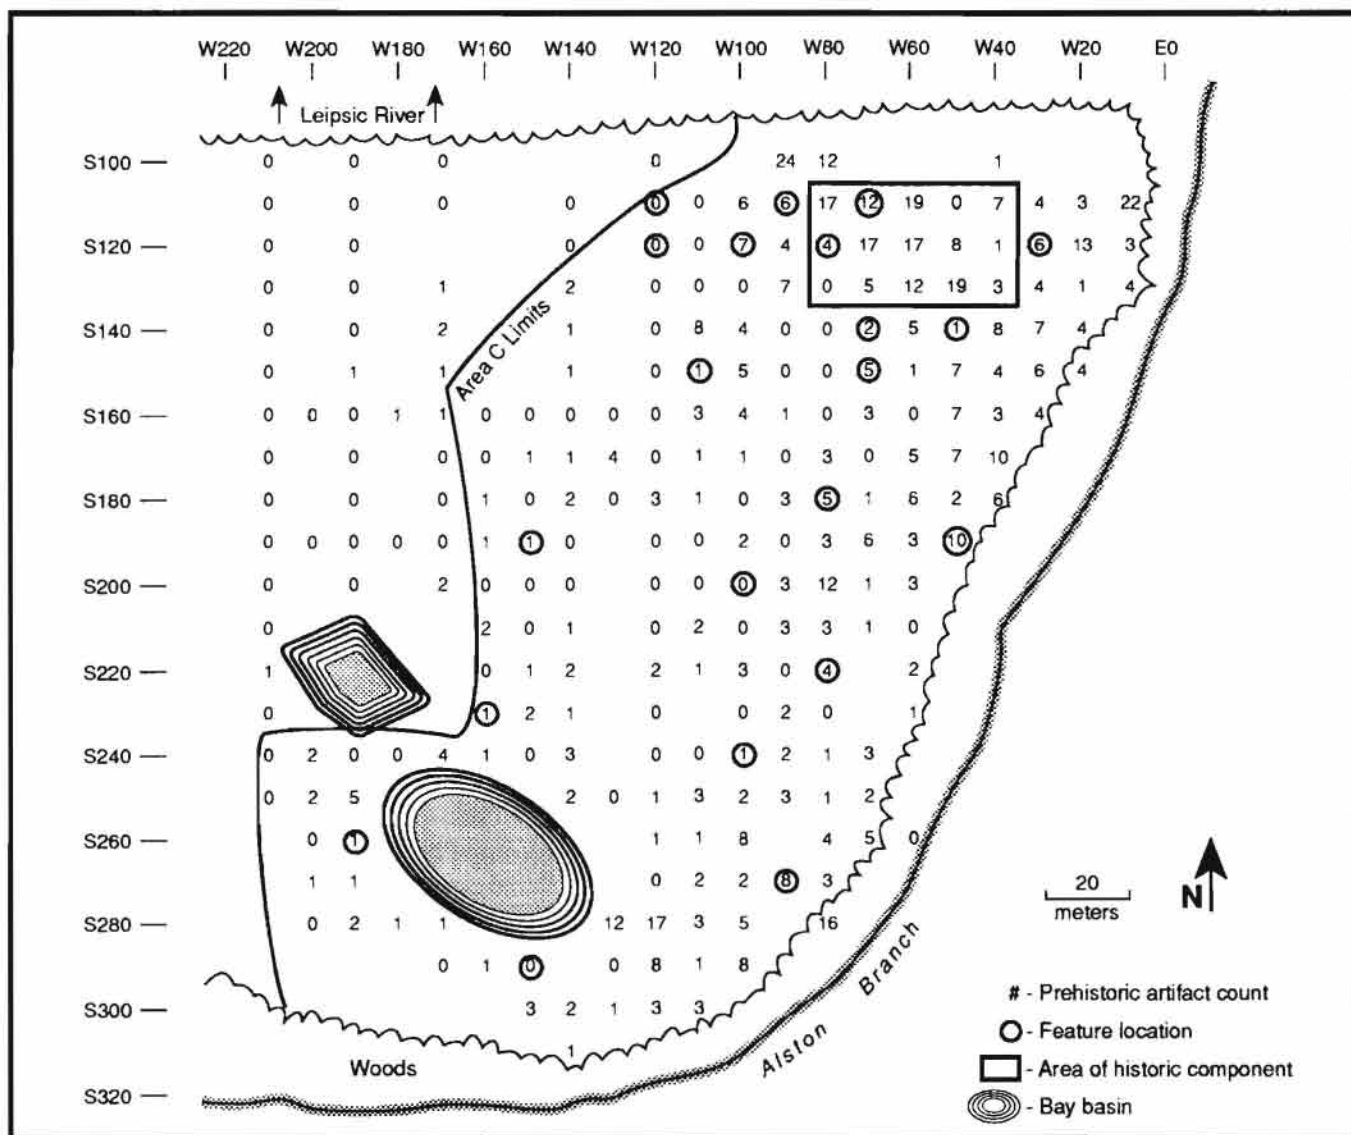 W220 W200 W180 W160 W140 W120 W100 W80 W60 W40 W20 E0
Leipsic River
S100 0 0 0 0 24 12 1
0 0 0 0 0 0 6 6 17 12 19 0 7 4 3 22
S120 0 0 0 0 0 0 7 4 4 17 17 8 1 6 13 3
0 0 1 2 0 0 0 7 0 5 12 19 3 4 1 4
Area C Limits
S140 0 0 2 1 0 8 4 0 0 2 5 1 8 7 4
0 1 1 1 0 1 5 0 0 5 1 7 4 6 4
S160 0 0 0 1 1 0 0 0 0 0 3 4 1 0 3 0 7 3 4
0 0 0 0 1 1 4 0 1 1 0 3 0 5 7 10
S180 0 0 0 1 0 2 0 3 1 0 3 5 1 6 2 6
0 0 0 0 0 1 1 0 0 0 2 0 3 6 3 10
S200 0 0 2 0 0 0 0 0 0 3 12 1 3
0 2 0 1 0 2 0 3 3 1 0
S220 1 0 1 2 2 1 3 0 4 2
0 1 2 1 0 0 2 0 1
S240 0 2 0 0 4 1 0 3 0 0 1 2 1 3
0 2 5 2 0 1 3 2 3 1 2
S260 0 1 1 1 8 4 5 0
1 1 0 2 2 8 3
S280 0 2 1 1 12 17 3 5 16
0 1 0 0 8 1 8
S300 3 2 1 3 3
1
Woods
S320
Alston Branch
20
meters
N
# - Prehistoric artifact count
- Feature location
- Area of historic component
- Bay basin